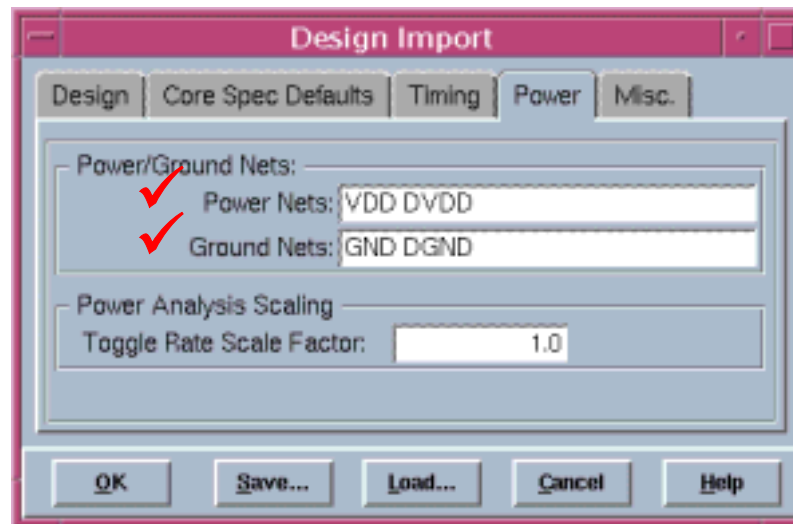 Design Import
Design Core Spec Defaults Timing Power Misc.
Power/Ground Nets:
Power Nets: VDD DVDD
Ground Nets: GND DGND
Power Analysis Scaling
Toggle Rate Scale Factor: 1.0
OK Save... Load... Cancel Help